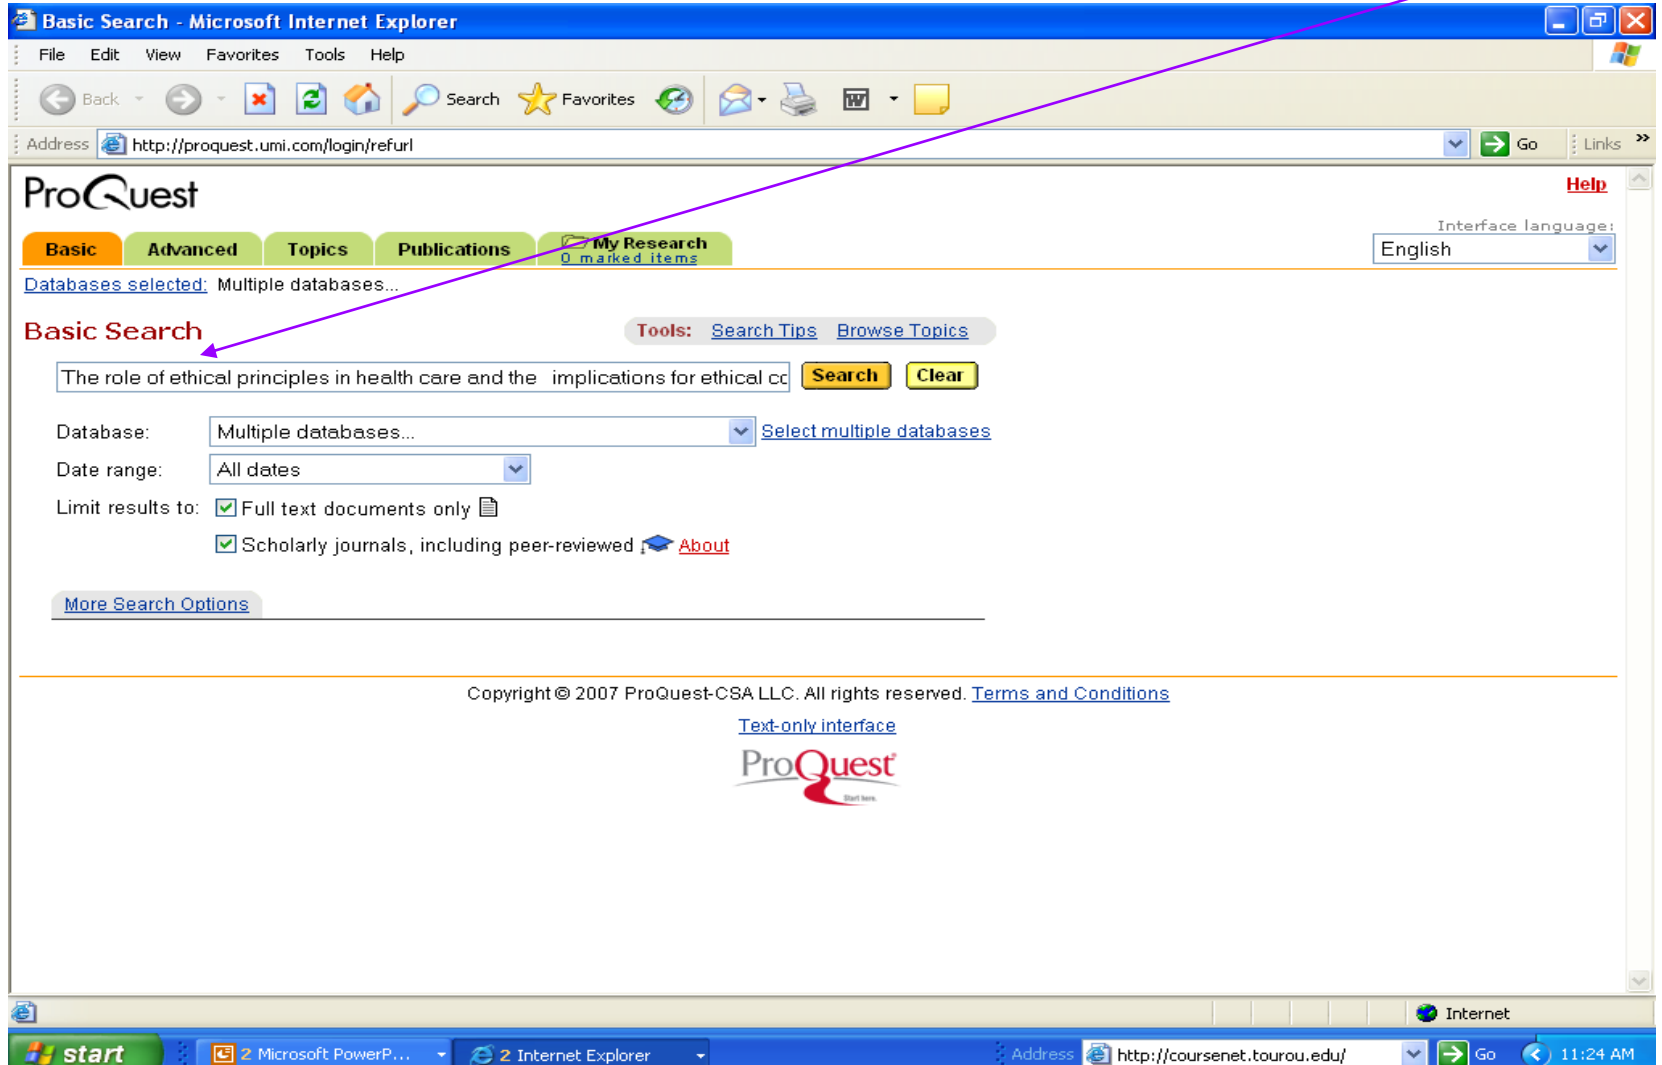 Basic Search - Microsoft Internet Explorer
File Edit View Favorites Tools Help
Back Search Favorites
Address http://proquest.umi.com/login/refurl Go Links »
ProQuest Help
Interface language:
Basic Advanced Topics Publications My Research English
0 marked items
Databases selected: Multiple databases...
Basic Search Tools: Search Tips Browse Topics
The role of ethical principles in health care and the implications for ethical cc Search Clear
Database: Multiple databases... Select multiple databases
Date range: All dates
Limit results to: Full text documents only
Scholarly journals, including peer-reviewed About
More Search Options
Copyright © 2007 ProQuest-CSA LLC. All rights reserved. Terms and Conditions
Text-only interface
ProQuest
Start here.
Internet
start 2 Microsoft PowerP... 2 Internet Explorer Address http://coursenet.tourou.edu/ Go 11:24 AM